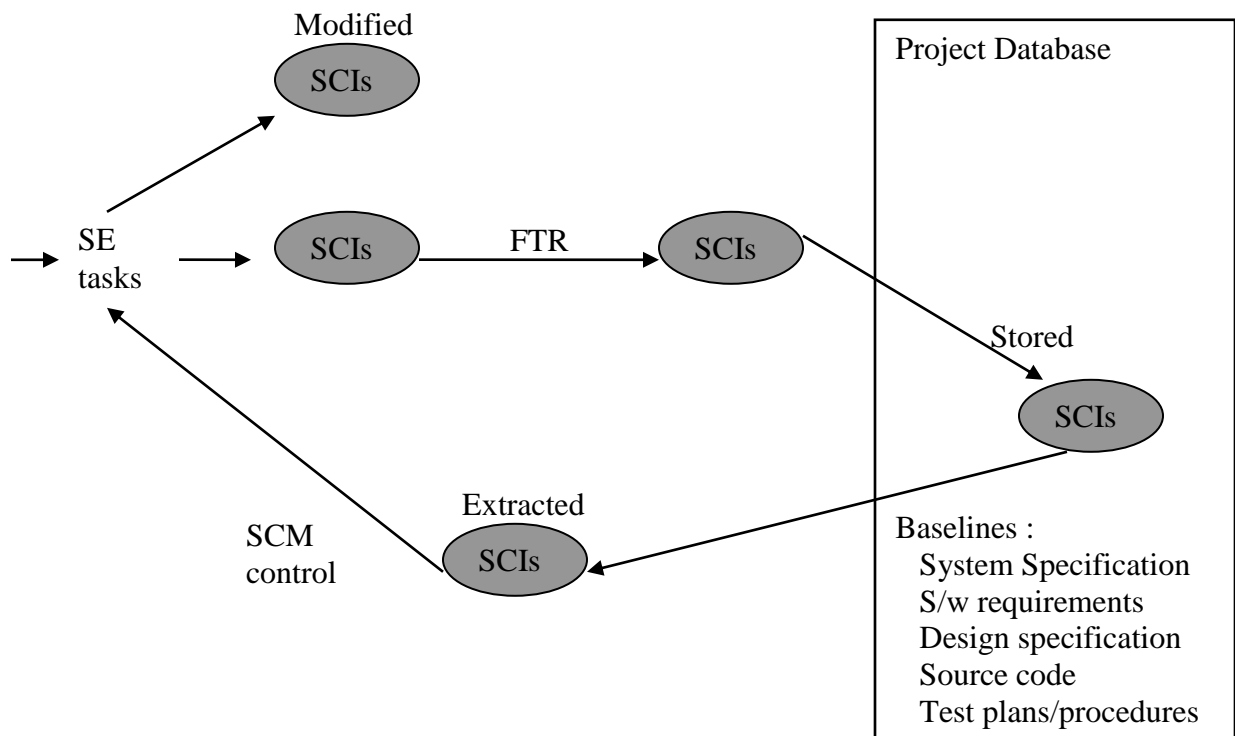 Modified
SCIs
Project Database
SE
tasks
SCIs
FTR
SCIs
Stored
SCIs
Extracted
SCIs
SCM
control
Baselines :
System Specification
S/w requirements
Design specification
Source code
Test plans/procedures